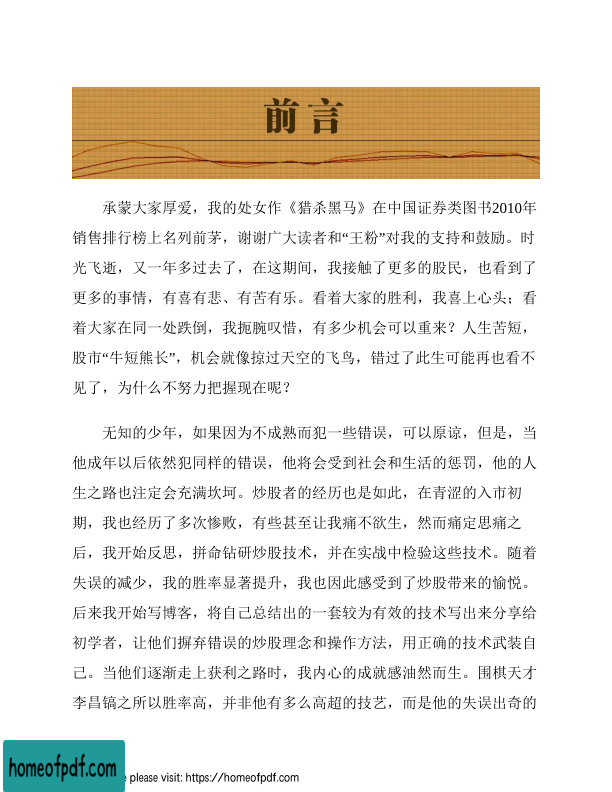 前言
承蒙大家厚爱，我的处女作《猎杀黑马》在中国证券类图书2010年
销售排行榜上名列前茅，谢谢广大读者和“王粉”对我的支持和鼓励。时
光飞逝，又一年多过去了，在这期间，我接触了更多的股民，也看到了
更多的事情，有喜有悲、有苦有乐。看着大家的胜利，我喜上心头；看
着大家在同一处跌倒，我扼腕叹惜，有多少机会可以重来？人生苦短，
股市“牛短熊长”，机会就像掠过天空的飞鸟，错过了此生可能再也看不
见了，为什么不努力把握现在呢？
无知的少年，如果因为不成熟而犯一些错误，可以原谅，但是，当
他成年以后依然犯同样的错误，他将会受到社会和生活的惩罚，他的人
生之路也注定会充满坎坷。炒股者的经历也是如此，在青涩的入市初
期，我也经历了多次惨败，有些甚至让我痛不欲生，然而痛定思痛之
后，我开始反思，拼命钻研炒股技术，并在实战中检验这些技术。随着
失误的减少，我的胜率显著提升，我也因此感受到了炒股带来的愉悦。
后来我开始写博客，将自己总结出的一套较为有效的技术写出来分享给
初学者，让他们摒弃错误的炒股理念和操作方法，用正确的技术武装自
己。当他们逐渐走上获利之路时，我内心的成就感油然而生。围棋天才
李昌镐之所以胜率高，并非他有多么高超的技艺，而是他的失误出奇的
homeofpdf.com
e please visit: https://homeofpdf.com